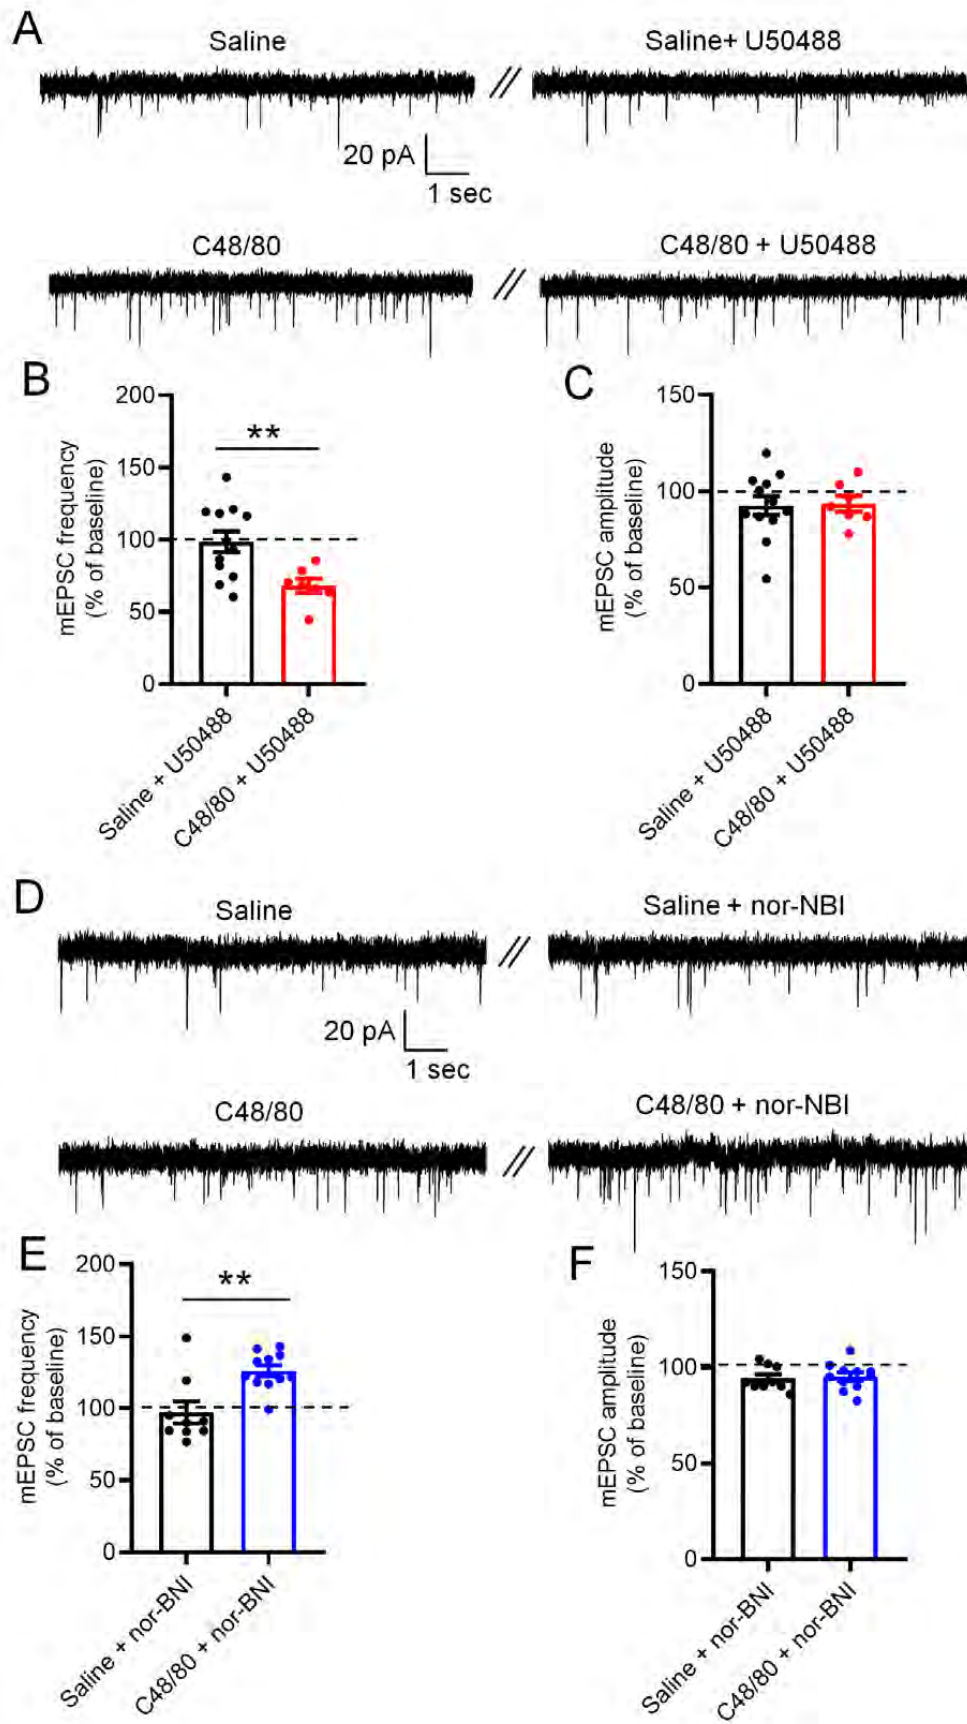 A
Saline
Saline+ U50488
20 pA
1 sec
C48/80
C48/80 + U50488
B
mEPSC frequency
(% of baseline)
200
150
100
50
0
**
Saline + U50488
C48/80 + U50488
C
mEPSC amplitude
(% of baseline)
150
100
50
0
Saline + U50488
C48/80 + U50488
D
Saline
Saline + nor-NBI
20 pA
1 sec
C48/80
C48/80 + nor-NBI
E
mEPSC frequency
(% of baseline)
200
150
100
50
0
**
Saline + nor-BNI
C48/80 + nor-BNI
F
mEPSC amplitude
(% of baseline)
150
100
50
0
Saline + nor-BNI
C48/80 + nor-BNI